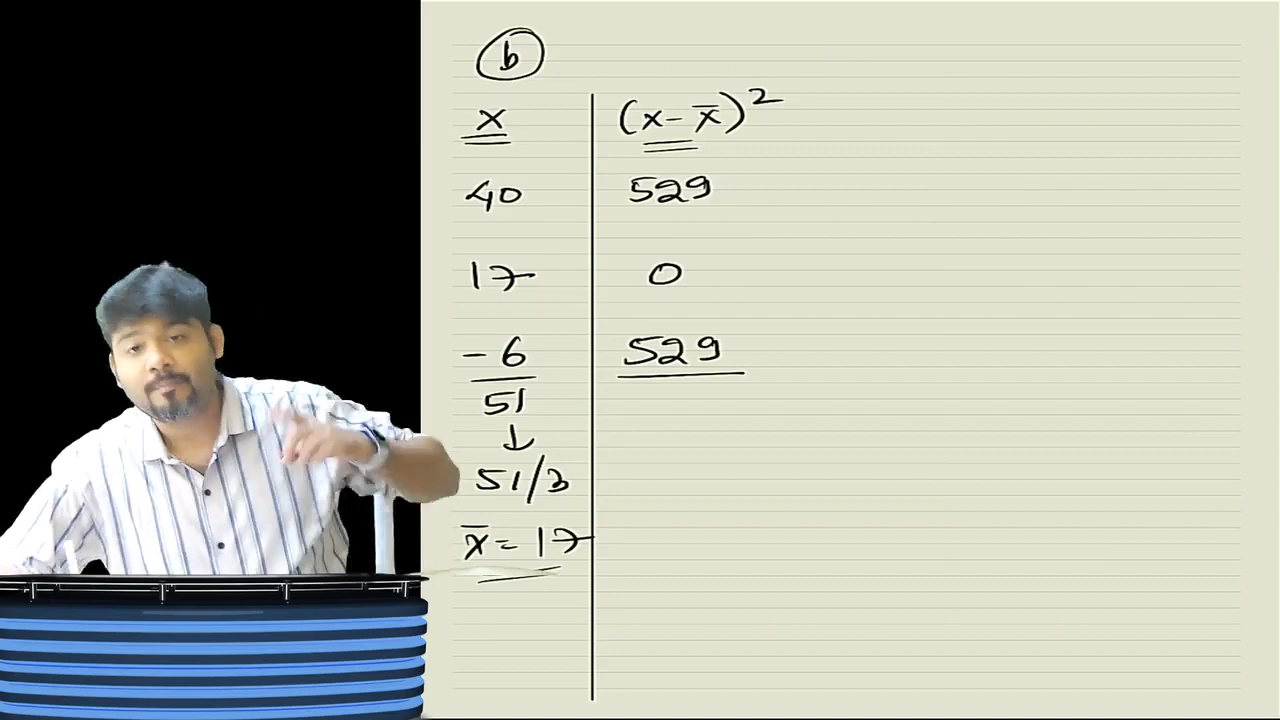 b
x (x - x̄)²
40 529
17 0
-6 529
51
↓
51/3
x̄ = 17